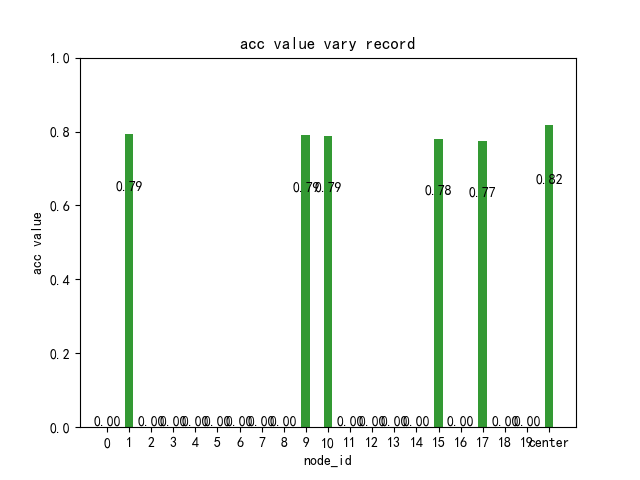 acc value vary record
1.0
0.8
0.6
0.4
0.2
0.0
acc value
0.00 0.79 0.00 0.00 0.00 0.00 0.00 0.00 0.00 0.79 0.79 0.00 0.00 0.00 0.00 0.78 0.00 0.77 0.00 0.00 0.82
0 1 2 3 4 5 6 7 8 9 10 11 12 13 14 15 16 17 18 19 center
node_id